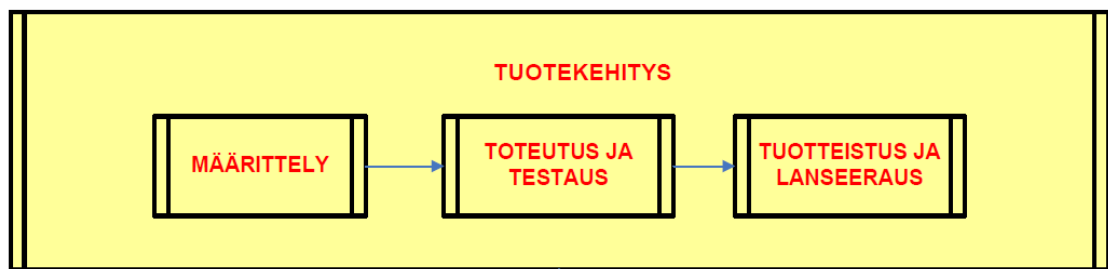 TUOTEKEHITYS
MÄÄRITTELY
TOTEUTUS JA
TESTAUS
TUOTTEISTUS JA
LANSEERAUS